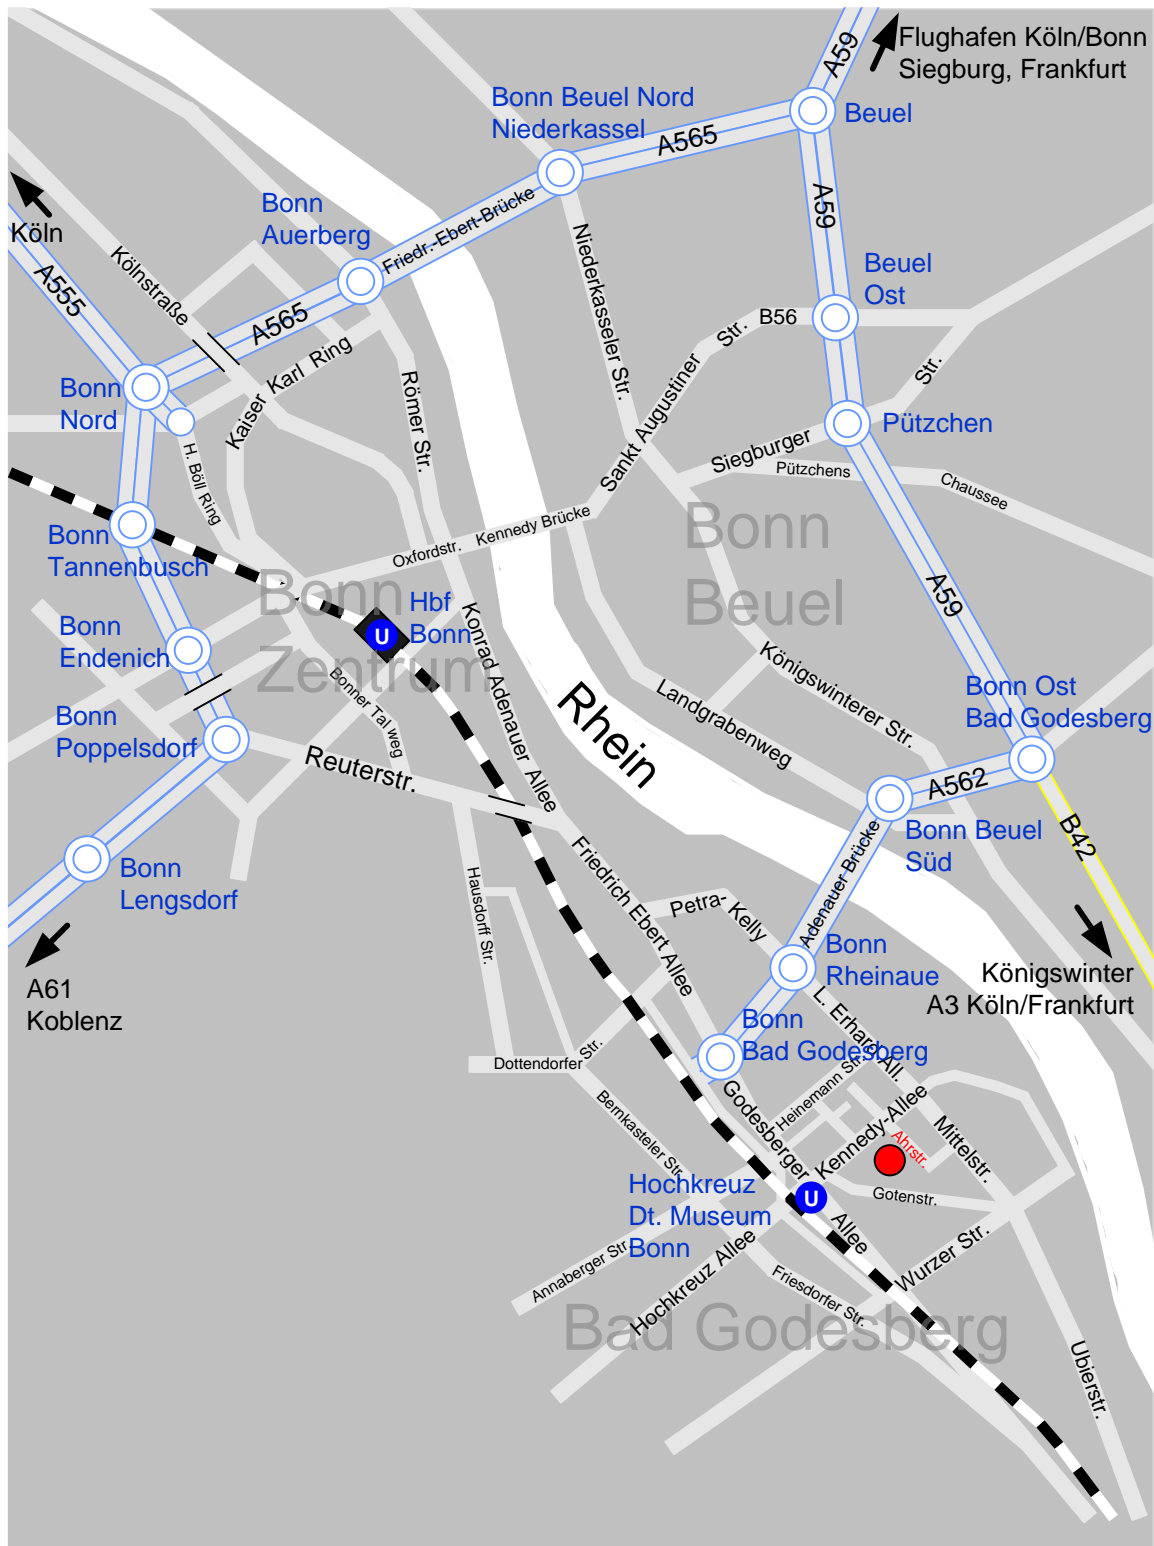 A59
Flughafen Köln/Bonn
Siegburg, Frankfurt
Bonn Beuel Nord
Niederkassel
A565
Beuel
Köln
Bonn
Auerberg
Friedr.-Ebert-Brücke
A59
Kölnstraße
A555
A565
Niederkasseler Str.
Beuel
Ost
B56
Str.
Sankt Augustiner
Str.
Kaiser Karl Ring
Römer Str.
Bonn
Nord
H. Böll Ring
Siegburger
Pützchen
Pützchens
Chaussee
Bonn
Tannenbusch
Oxfordstr.
Kennedy Brücke
Bonn
Beuel
A59
Bonn
Zentrum
Hbf
Bonn
U
Bonn
Endenich
Konrad Adenauer Allee
Bonner Tal weg
Königswinterer Str.
Landgrabenweg
Rhein
Bonn Ost
Bad Godesberg
Bonn
Poppelsdorf
Reuterstr.
A562
B42
Bonn Beuel
Süd
Adenauer Brücke
Bonn
Lengsdorf
Hausdorff Str.
Friedrich Ebert Allee
Petra- Kelly
Bonn
Rheinaue
Königswinter
A3 Köln/Frankfurt
A61
Koblenz
L. Erhard All.
Bonn
Bad Godesberg
Dottendorfer Str.
Heinemann Str.
Bernkasteler Str.
Godesberger Allee
Kennedy-Allee
Ahrstr.
Mittelstr.
Gotenstr.
U
Hochkreuz
Dt. Museum
Bonn
Annaberger Str.
Hochkreuz Allee
Wurzer Str.
Friesdorfer Str.
Bad Godesberg
Ubierstr.